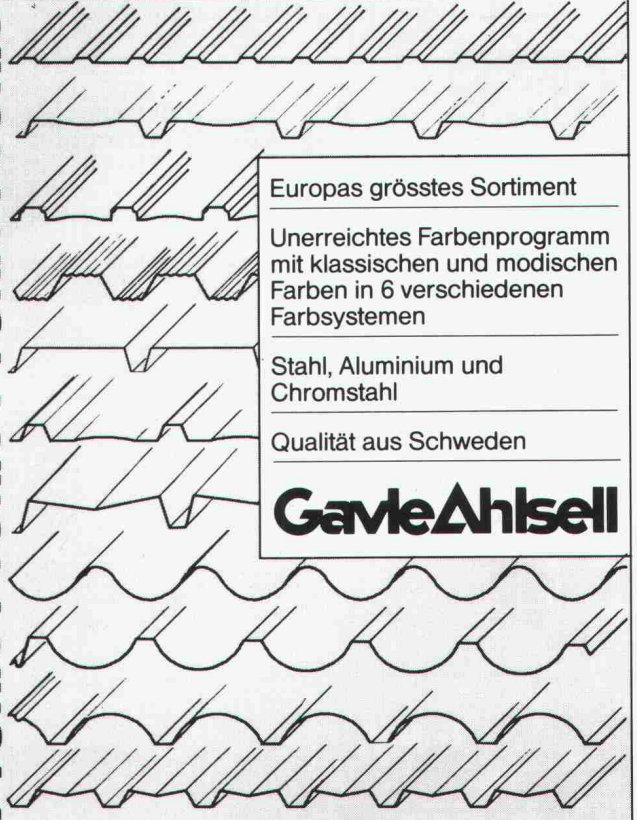 Europas grösstes Sortiment
Unerreichtes Farbenprogramm
mit klassischen und modischen
Farben in 6 verschiedenen
Farbsystemen
Stahl, Aluminium und
Chromstahl
Qualität aus Schweden
GavleAhlsell